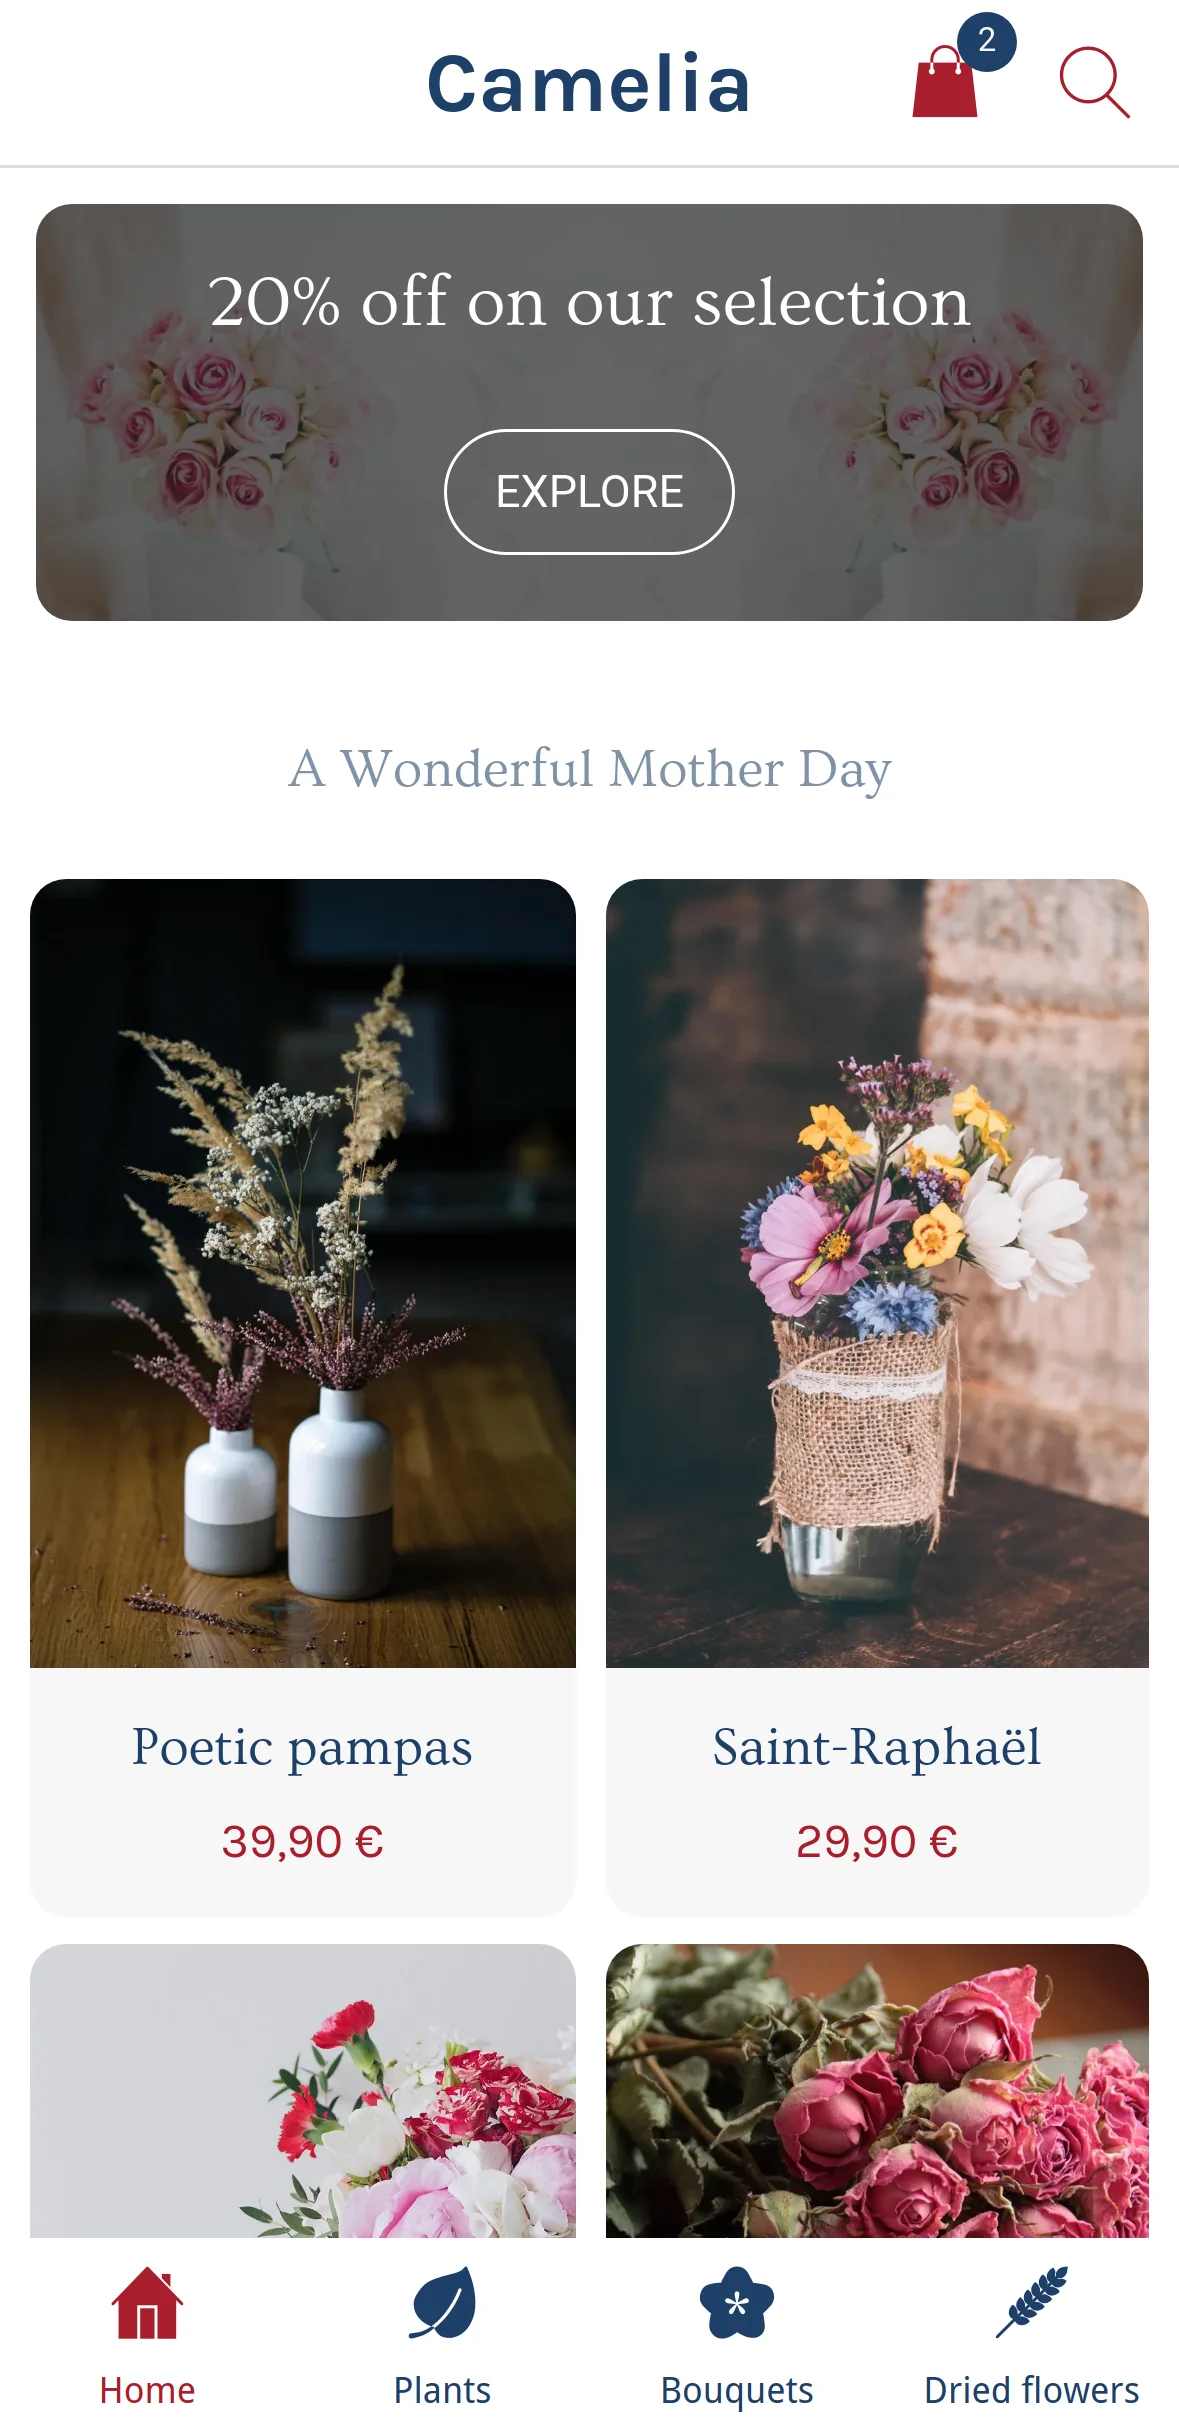 Camelia
2
20% off on our selection
EXPLORE
A Wonderful Mother Day
Poetic pampas
39,90 €
Saint-Raphaël
29,90 €
Home
Plants
Bouquets
Dried flowers